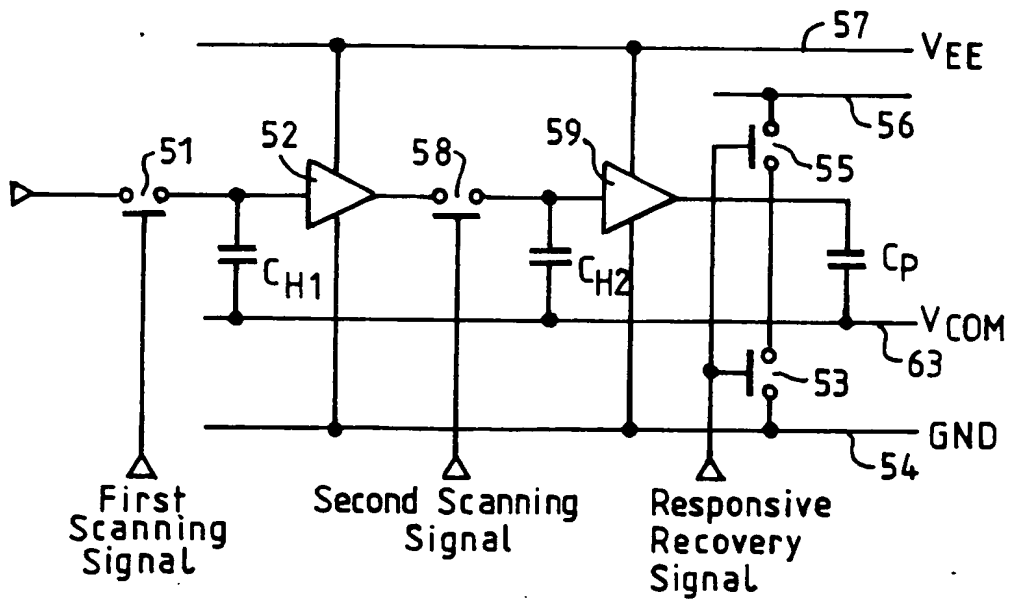 57
VEE
56
51
52
58
59
55
CH1
CH2
CP
VCOM
63
53
GND
54
First
Scanning
Signal
Second Scanning
Signal
Responsive
Recovery
Signal